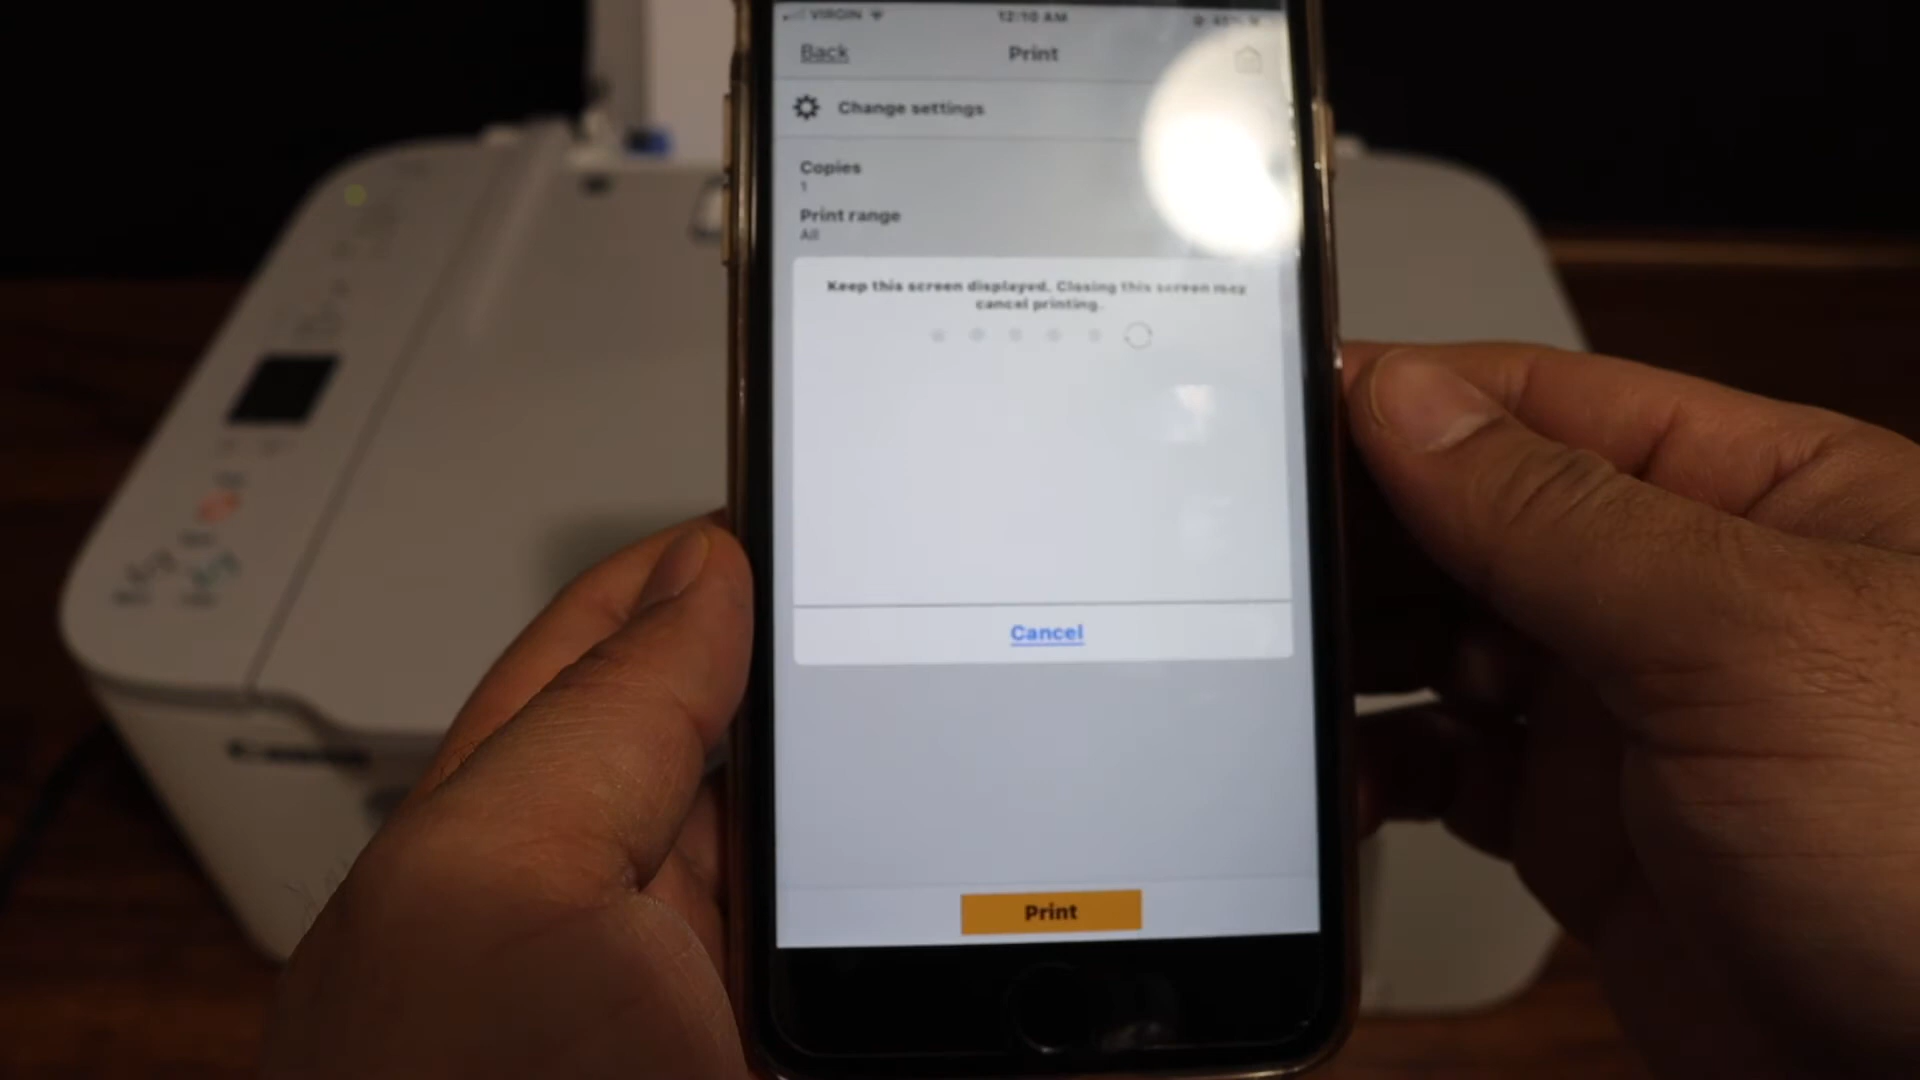 VIRGIN
12:10 AM
Back
Print
Change settings
Copies
1
Print range
All
Keep this screen displayed. Closing this screen may
cancel printing.
Cancel
Print
Canon